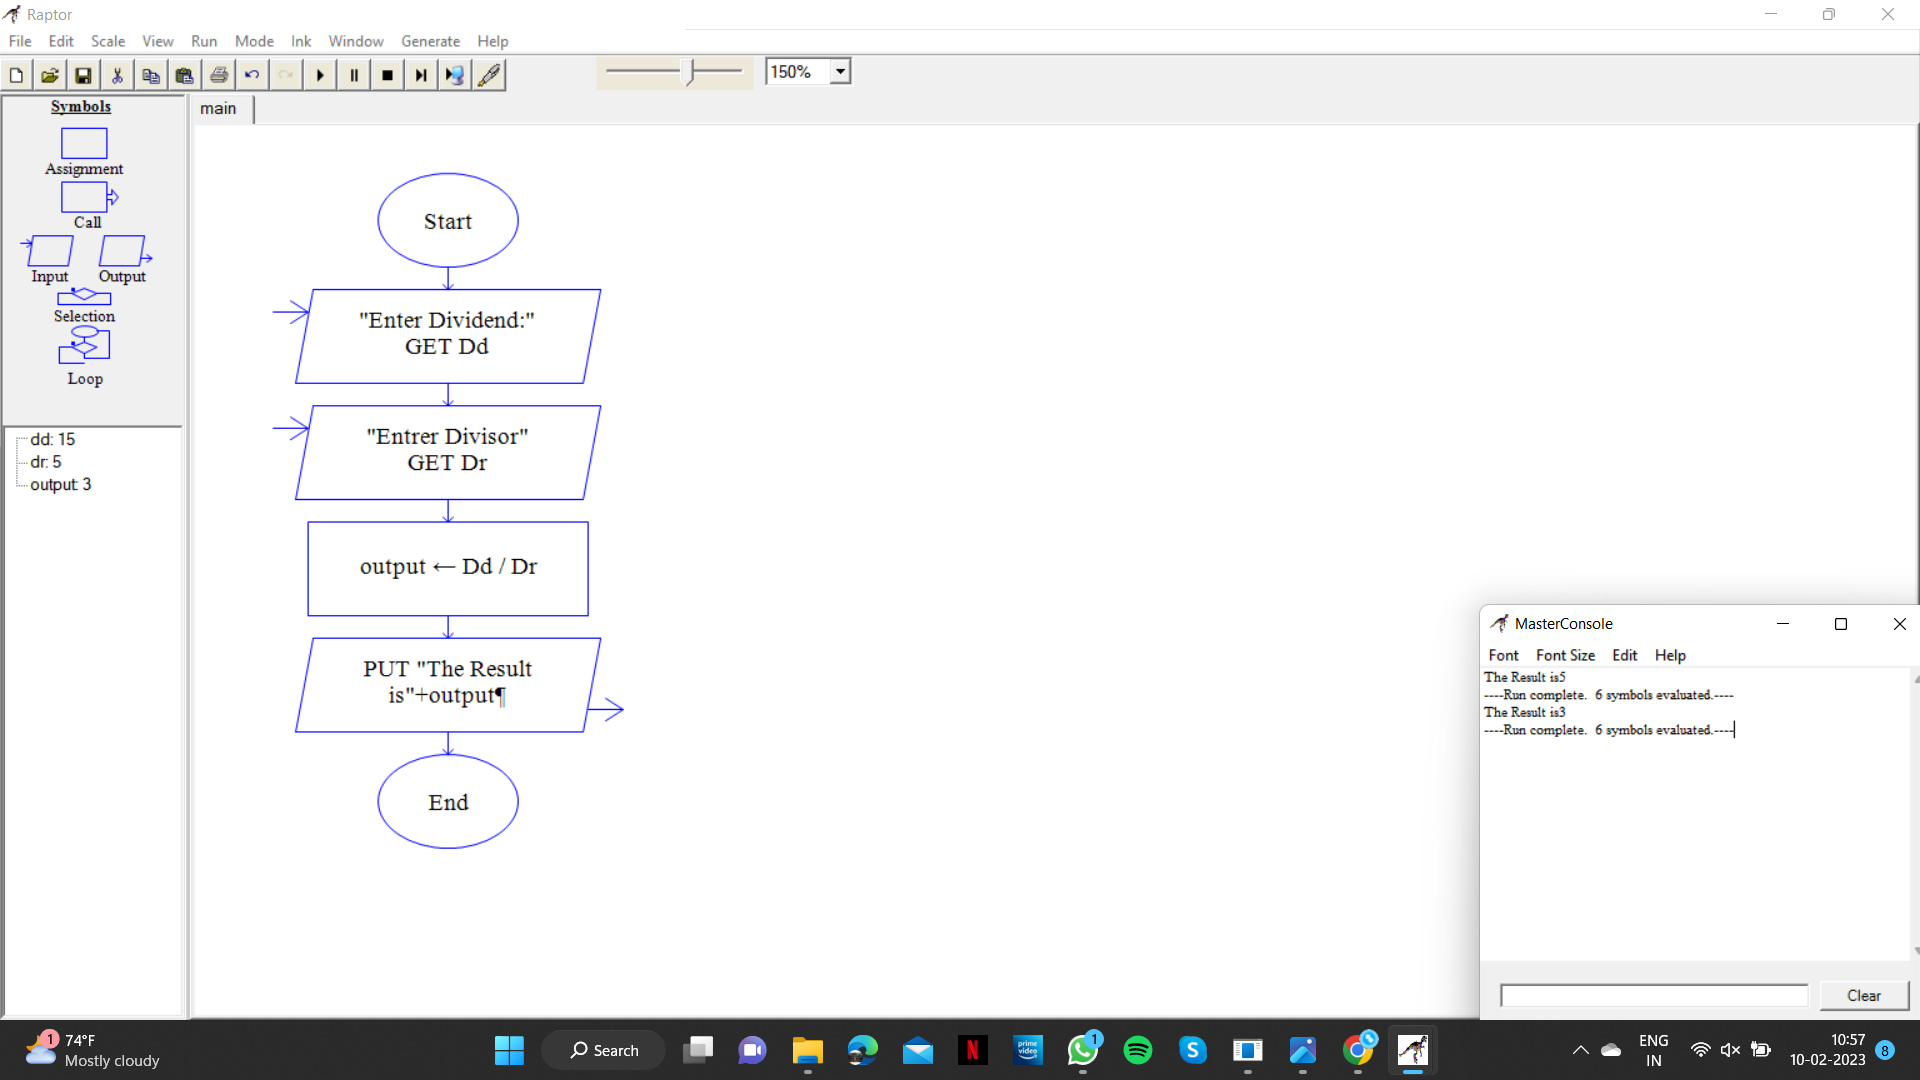 Raptor
File Edit Scale View Run Mode Ink Window Generate Help
150%
Symbols
Assignment
Call
Input Output
Selection
Loop
dd: 15
dr: 5
output: 3
main
Start
"Enter Dividend:"
GET Dd
"Entrer Divisor"
GET Dr
output ← Dd / Dr
PUT "The Result
is"+output¶
End
MasterConsole
Font Font Size Edit Help
The Result is5
----Run complete.  6 symbols evaluated.----
The Result is3
----Run complete.  6 symbols evaluated.----
Clear
1
74°F
Mostly cloudy
Search
N
prime
video
1
S
ENG
IN
10:57
10-02-2023
8